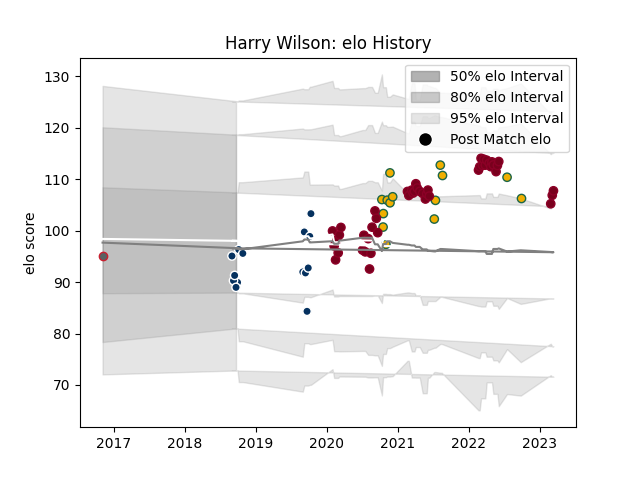 Harry Wilson: elo History
130
120
110
100
90
80
70
elo score
50% elo Interval
80% elo Interval
95% elo Interval
Post Match elo
2017 2018 2019 2020 2021 2022 2023